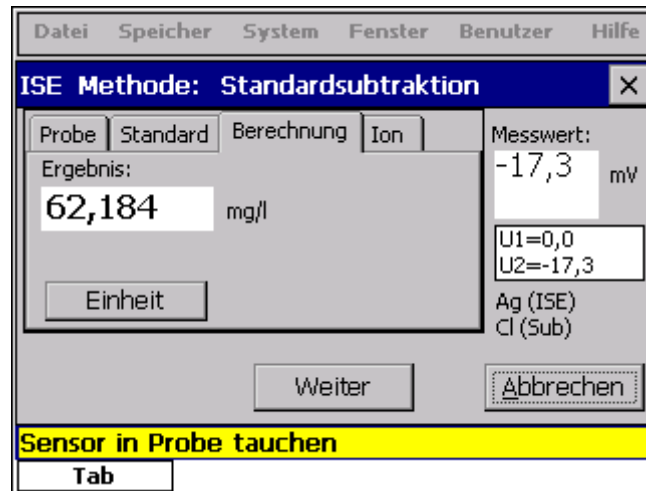 Datei Speicher System Fenster Benutzer Hilfe
ISE Methode: Standardsubtraktion
Probe Standard Berechnung Ion
Ergebnis:
62,184 mg/l
Einheit
Messwert:
-17,3 mV
U1=0,0
U2=-17,3
Ag (ISE)
Cl (Sub)
Weiter Abbrechen
Sensor in Probe tauchen
Tab